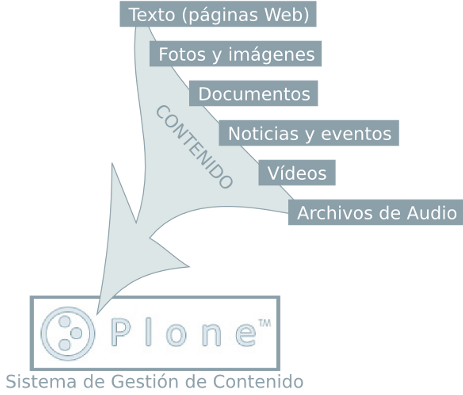 Texto (páginas Web)
Fotos y imágenes
Documentos
Noticias y eventos
Vídeos
Archivos de Audio
CONTENIDO
Plone™
Sistema de Gestión de Contenido